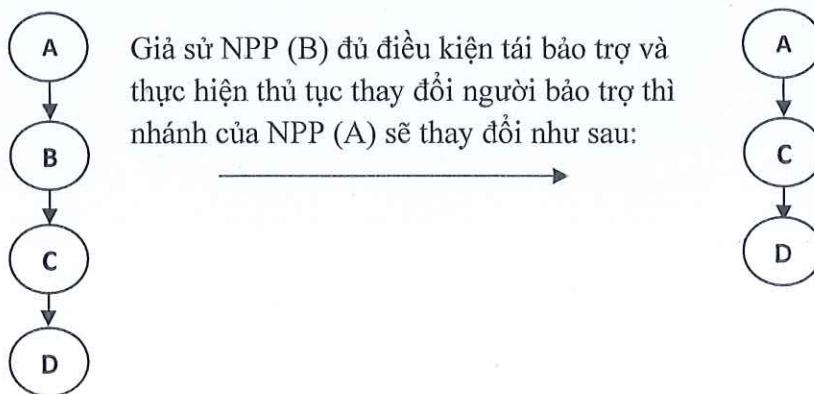 A
B
C
D
Giả sử NPP (B) đủ điều kiện tái bảo trợ và
thực hiện thủ tục thay đổi người bảo trợ thì
nhánh của NPP (A) sẽ thay đổi như sau:
A
C
D